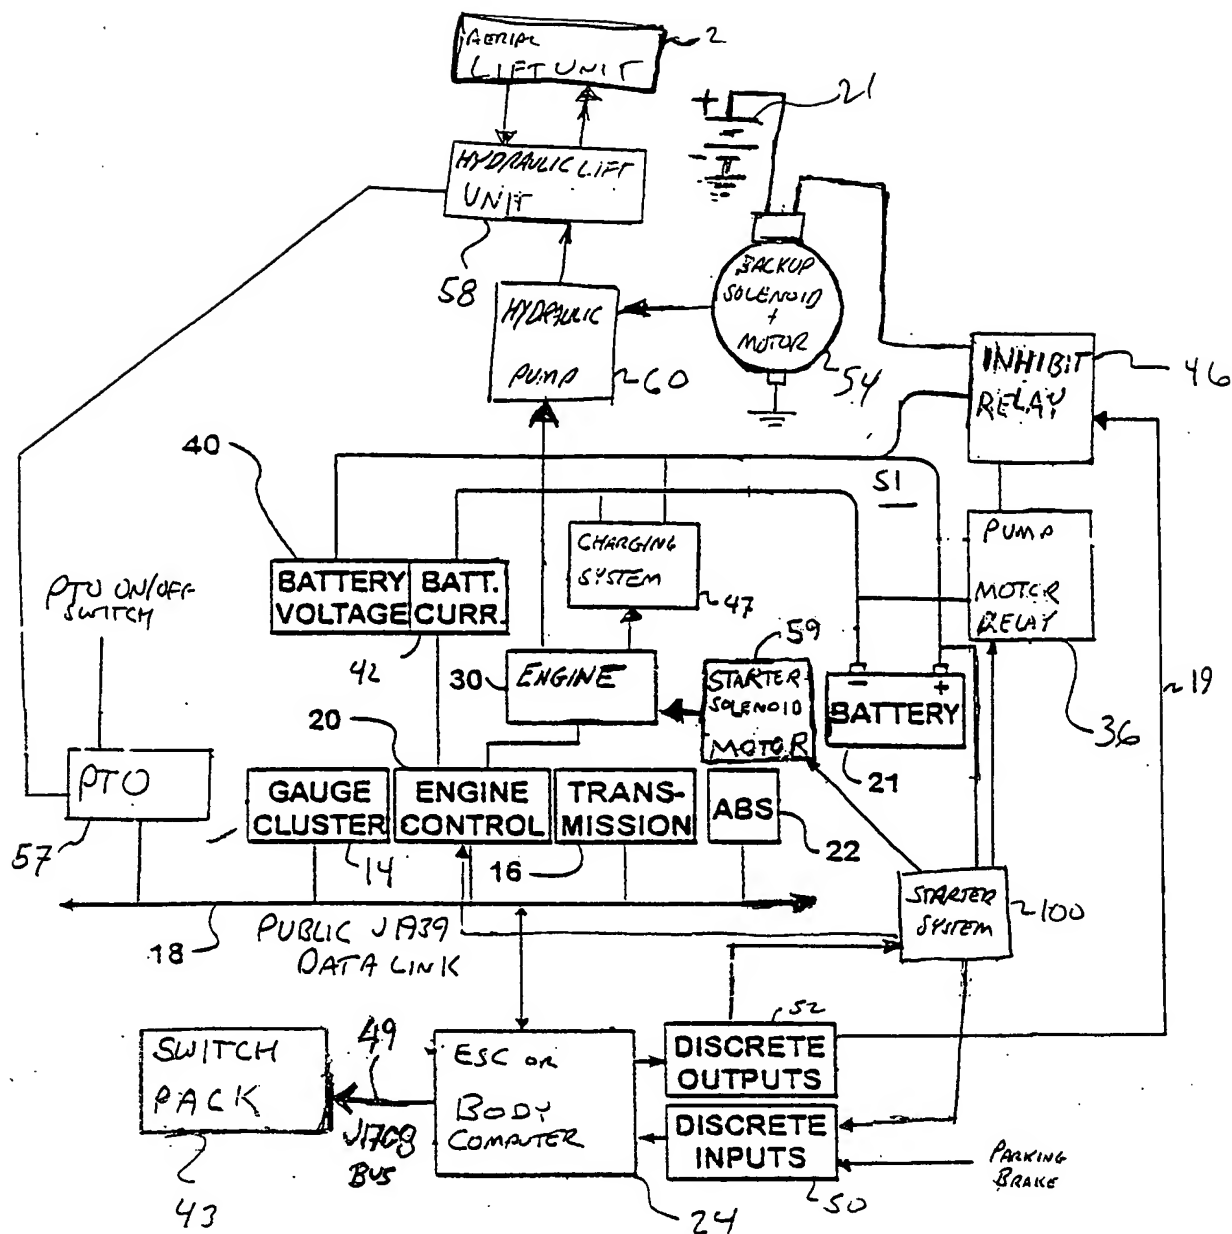 AERIAL
LIFT UNIT
2
+
21
-
HYDRAULIC LIFT
UNIT
58
HYDRAULIC
PUMP
60
BACKUP
SOLENOID
+
MOTOR
54
INHIBIT
RELAY
46
40
51
BATTERY
VOLTAGE
BATT.
CURR.
42
CHARGING
SYSTEM
47
PUMP
MOTOR
RELAY
36
19
PTO ON/OFF
SWITCH
30
ENGINE
59
STARTER
SOLENOID
MOTOR
-
+
BATTERY
21
20
PTO
57
GAUGE
CLUSTER
14
ENGINE
CONTROL
TRANS-
MISSION
16
ABS
22
18
PUBLIC J1939
DATA LINK
STARTER
SYSTEM
100
SWITCH
PACK
43
49
J1708
BUS
ESC OR
BODY
COMPUTER
24
52
DISCRETE
OUTPUTS
DISCRETE
INPUTS
50
PARKING
BRAKE